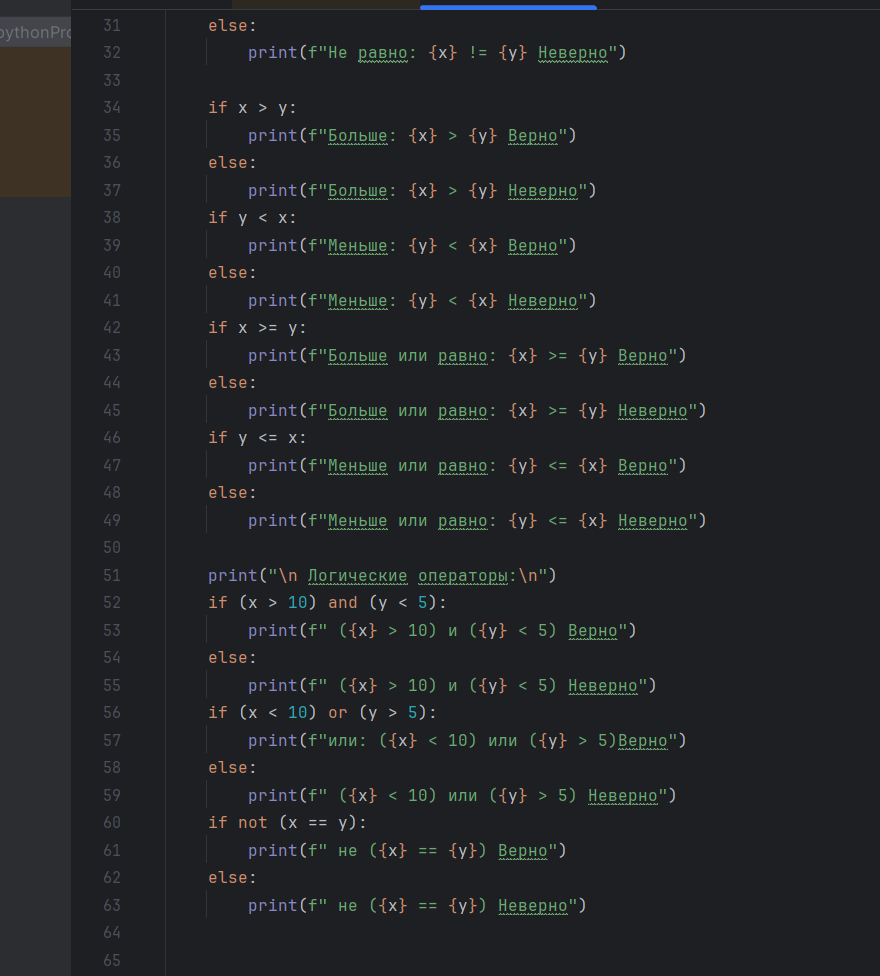 pythonPro
31 else:
32 print(f"Не равно: {x} != {y} Неверно")
33
34 if x > y:
35 print(f"Больше: {x} > {y} Верно")
36 else:
37 print(f"Больше: {x} > {y} Неверно")
38 if y < x:
39 print(f"Меньше: {y} < {x} Верно")
40 else:
41 print(f"Меньше: {y} < {x} Неверно")
42 if x >= y:
43 print(f"Больше или равно: {x} >= {y} Верно")
44 else:
45 print(f"Больше или равно: {x} >= {y} Неверно")
46 if y <= x:
47 print(f"Меньше или равно: {y} <= {x} Верно")
48 else:
49 print(f"Меньше или равно: {y} <= {x} Неверно")
50
51 print("\n Логические операторы:\n")
52 if (x > 10) and (y < 5):
53 print(f" ({x} > 10) и ({y} < 5) Верно")
54 else:
55 print(f" ({x} > 10) и ({y} < 5) Неверно")
56 if (x < 10) or (y > 5):
57 print(f"или: ({x} < 10) или ({y} > 5)Верно")
58 else:
59 print(f" ({x} < 10) или ({y} > 5) Неверно")
60 if not (x == y):
61 print(f" не ({x} == {y}) Верно")
62 else:
63 print(f" не ({x} == {y}) Неверно")
64
65